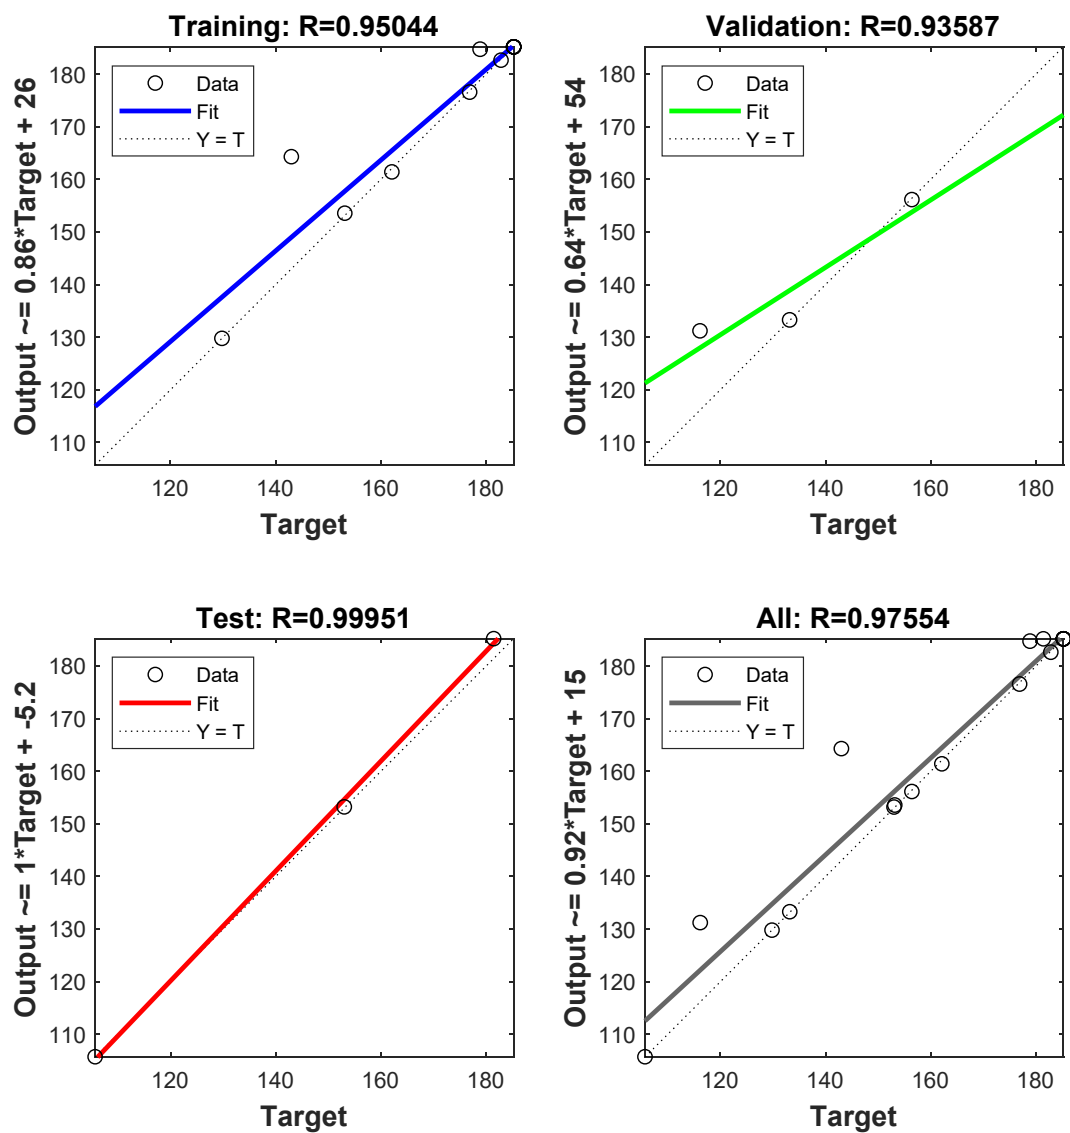 Training: R=0.95044
Output ~= 0.86*Target + 26
180
170
160
150
140
130
120
110
Data
Fit
Y = T
120
140
160
180
Target
Validation: R=0.93587
Output ~= 0.64*Target + 54
180
170
160
150
140
130
120
110
Data
Fit
Y = T
120
140
160
180
Target
Test: R=0.99951
Output ~= 1*Target + -5.2
180
170
160
150
140
130
120
110
Data
Fit
Y = T
120
140
160
180
Target
All: R=0.97554
Output ~= 0.92*Target + 15
180
170
160
150
140
130
120
110
Data
Fit
Y = T
120
140
160
180
Target